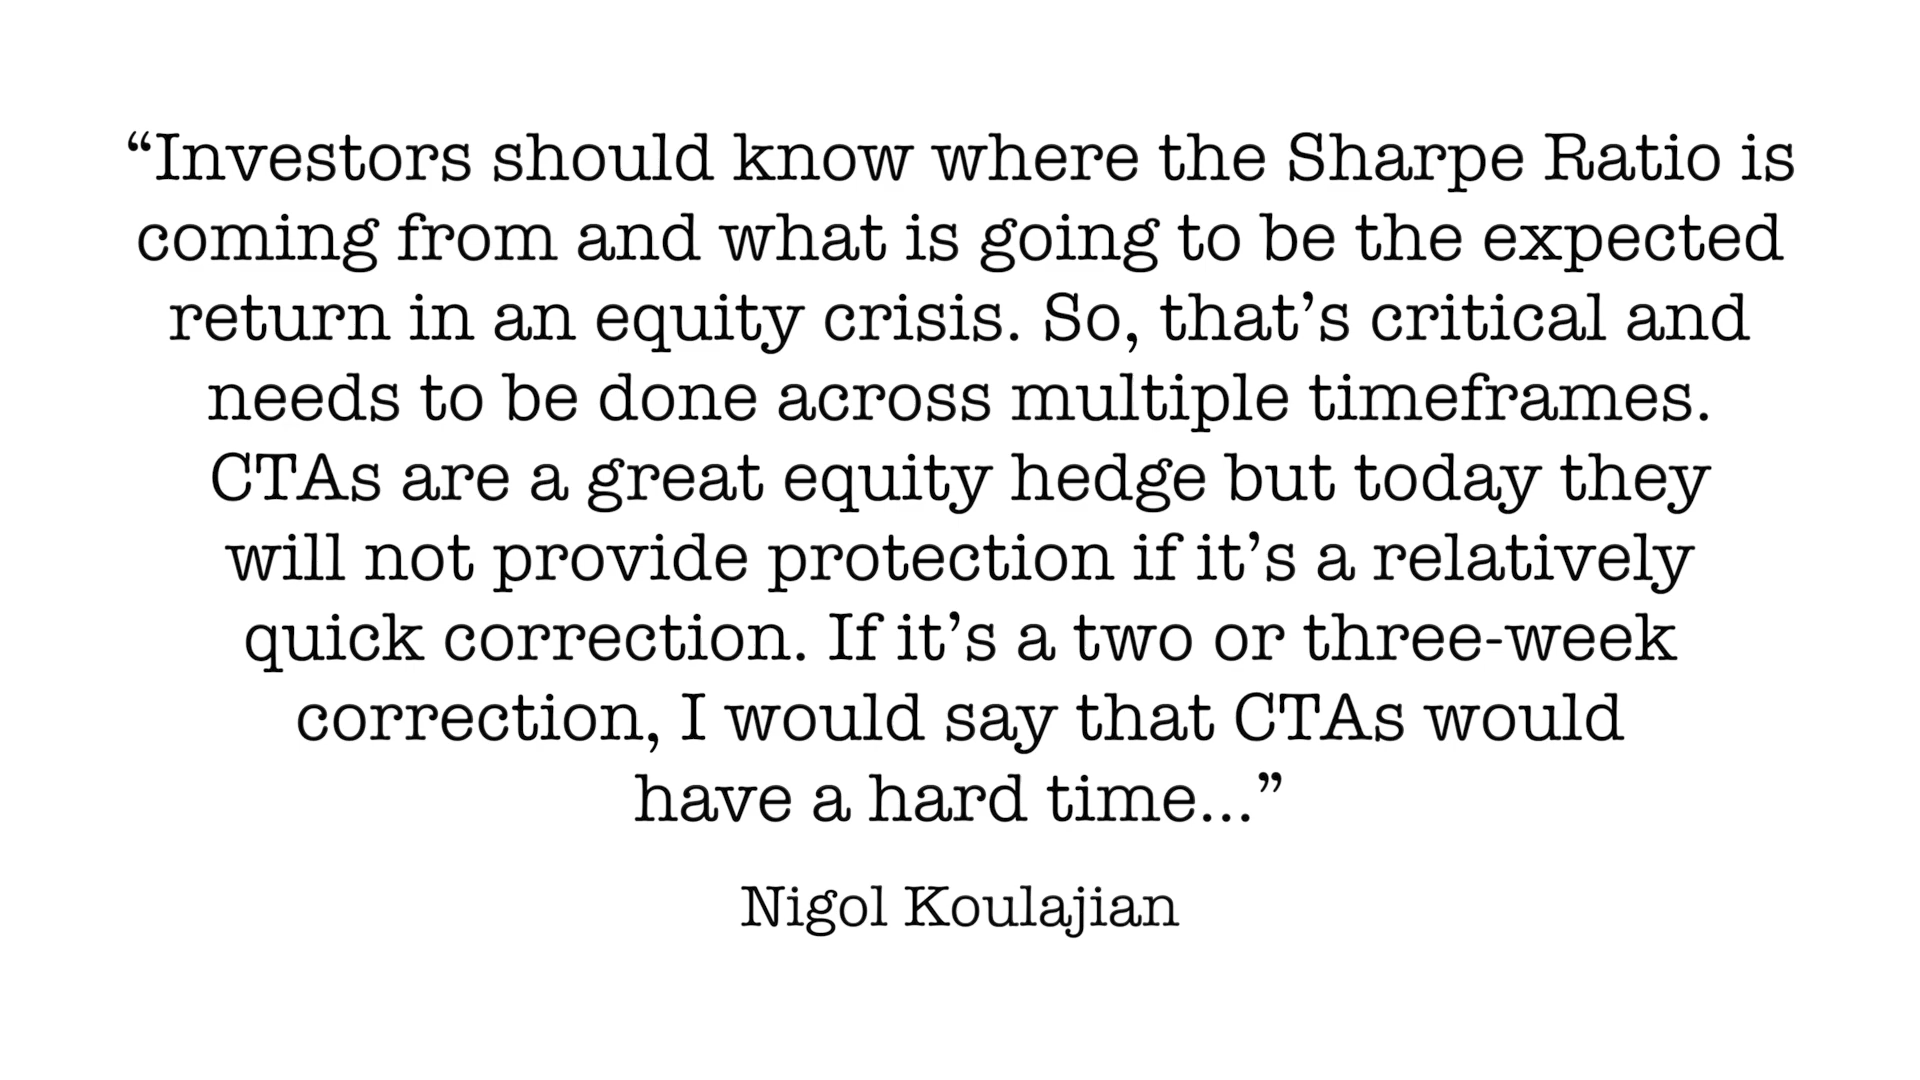 “Investors should know where the Sharpe Ratio is
coming from and what is going to be the expected
return in an equity crisis. So, that’s critical and
needs to be done across multiple timeframes.
CTAs are a great equity hedge but today they
will not provide protection if it’s a relatively
quick correction. If it’s a two or three-week
correction, I would say that CTAs would
have a hard time...”
Nigol Koulajian